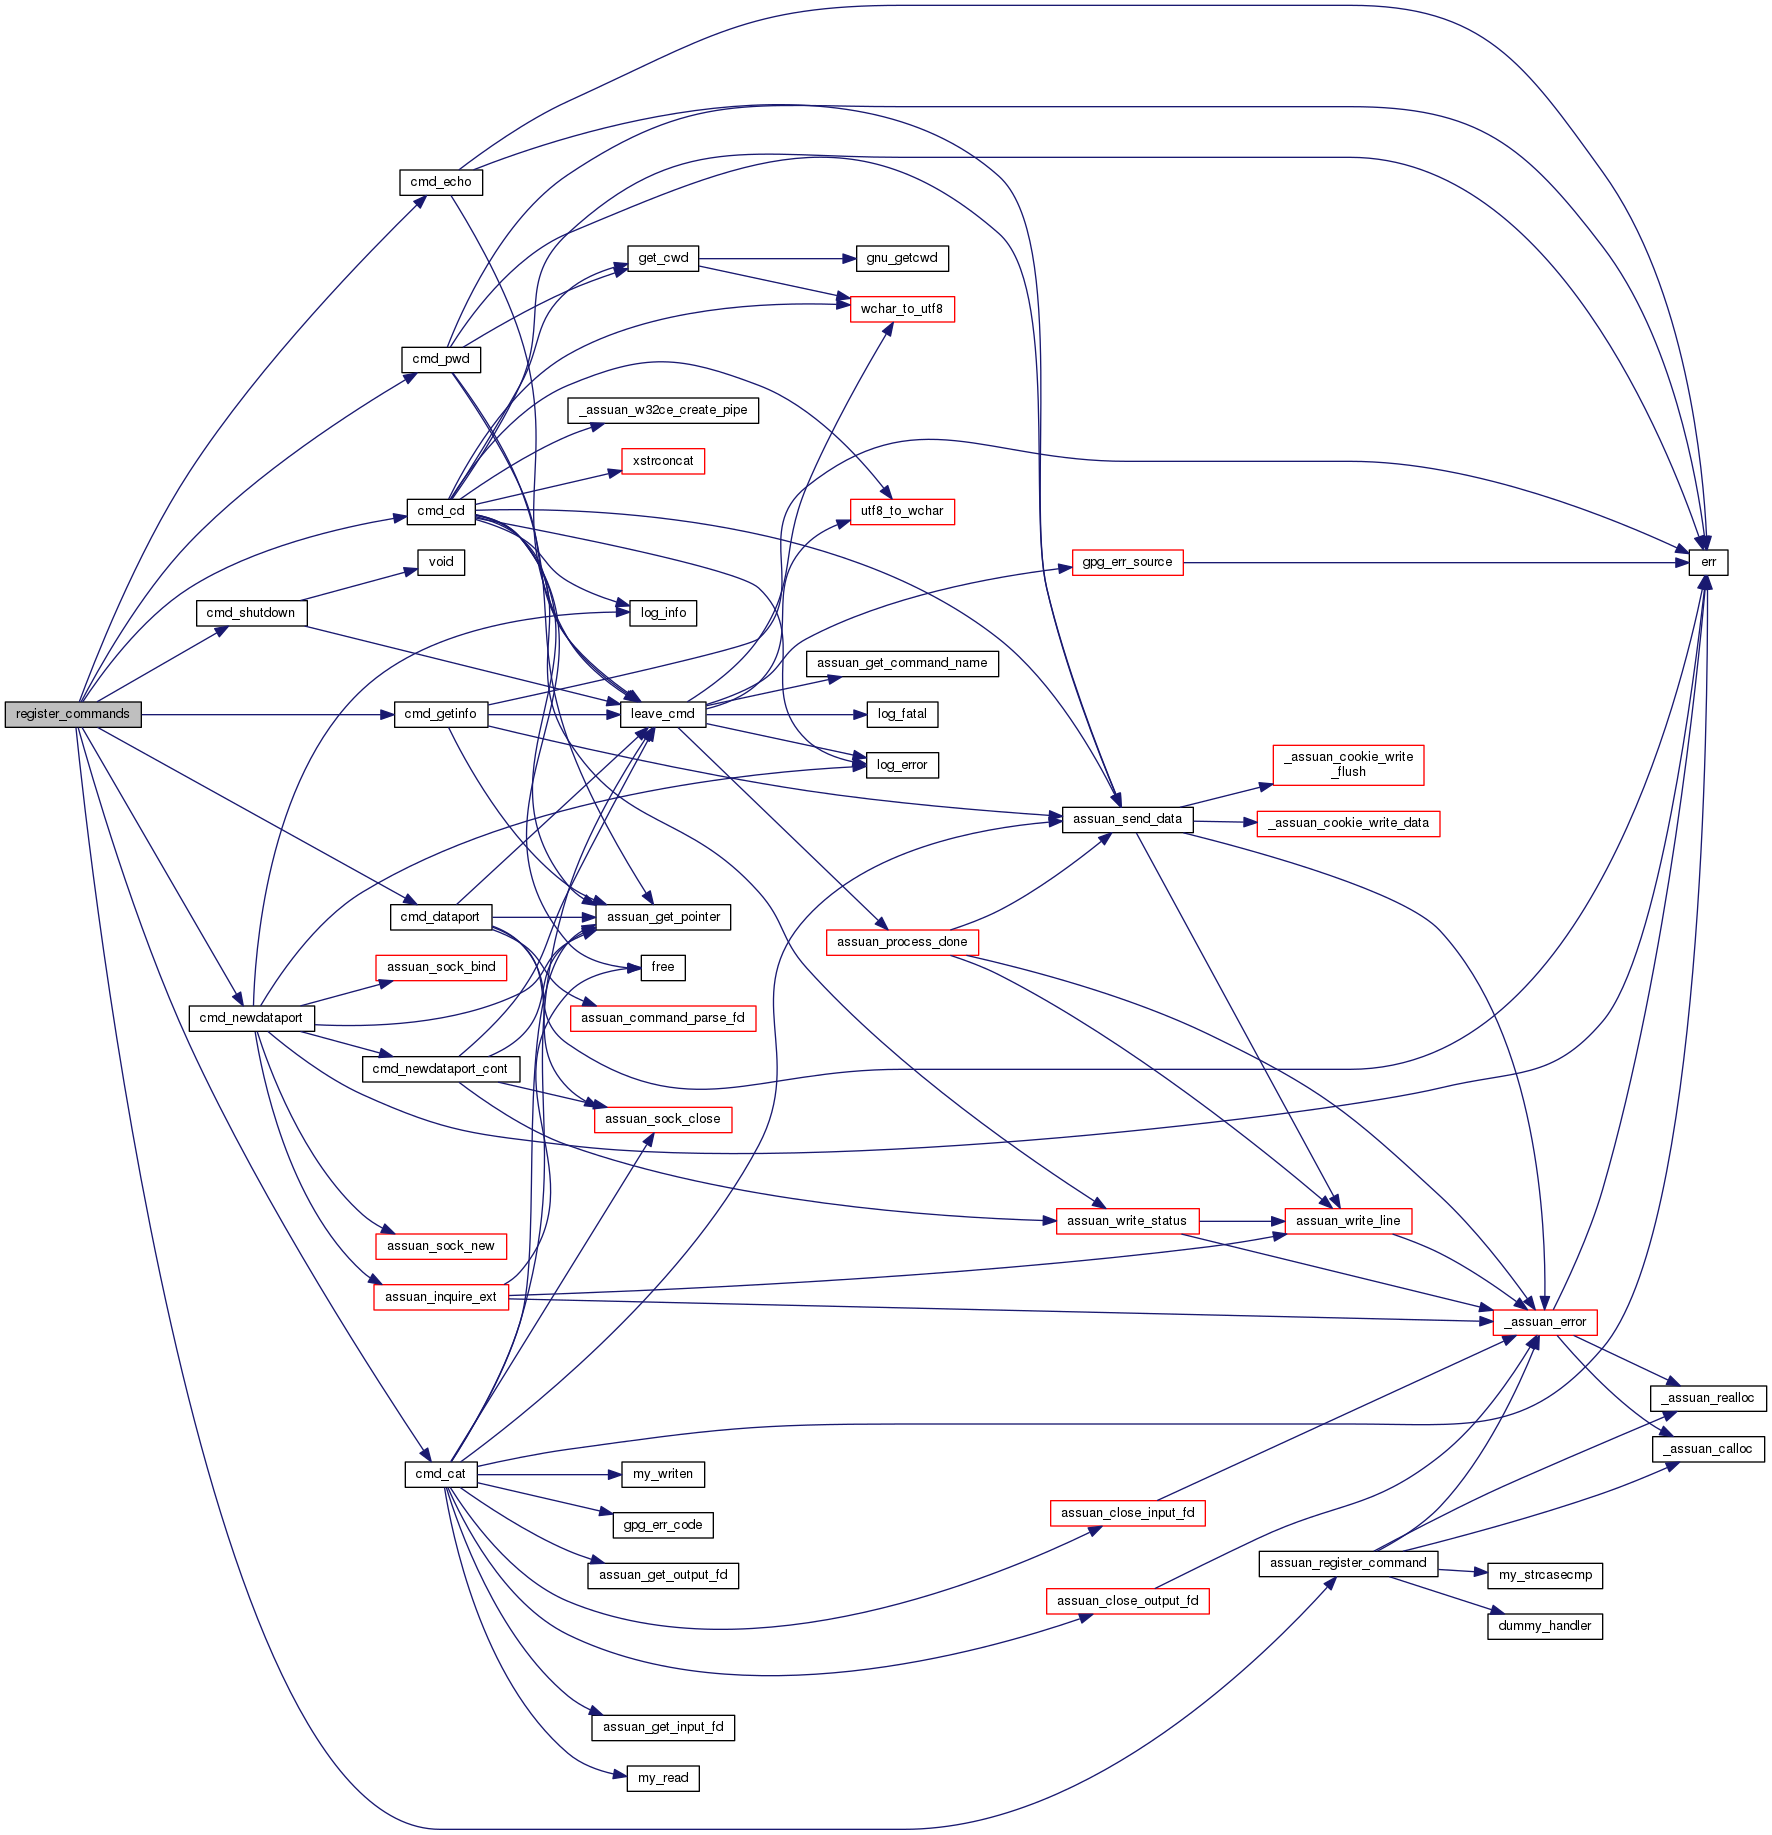 cmd_echo
get_cwd
gnu_getcwd
wchar_to_utf8
cmd_pwd
_assuan_w32ce_create_pipe
xstrconcat
cmd_cd
utf8_to_wchar
void
gpg_err_source
err
cmd_shutdown
log_info
assuan_get_command_name
register_commands
cmd_getinfo
leave_cmd
log_fatal
log_error
_assuan_cookie_write
_flush
assuan_send_data
_assuan_cookie_write_data
cmd_dataport
assuan_get_pointer
assuan_process_done
assuan_sock_bind
free
cmd_newdataport
assuan_command_parse_fd
cmd_newdataport_cont
assuan_sock_close
assuan_write_status
assuan_write_line
assuan_sock_new
assuan_inquire_ext
_assuan_error
_assuan_realloc
_assuan_calloc
cmd_cat
my_writen
assuan_close_input_fd
gpg_err_code
assuan_register_command
assuan_get_output_fd
my_strcasecmp
assuan_close_output_fd
dummy_handler
assuan_get_input_fd
my_read